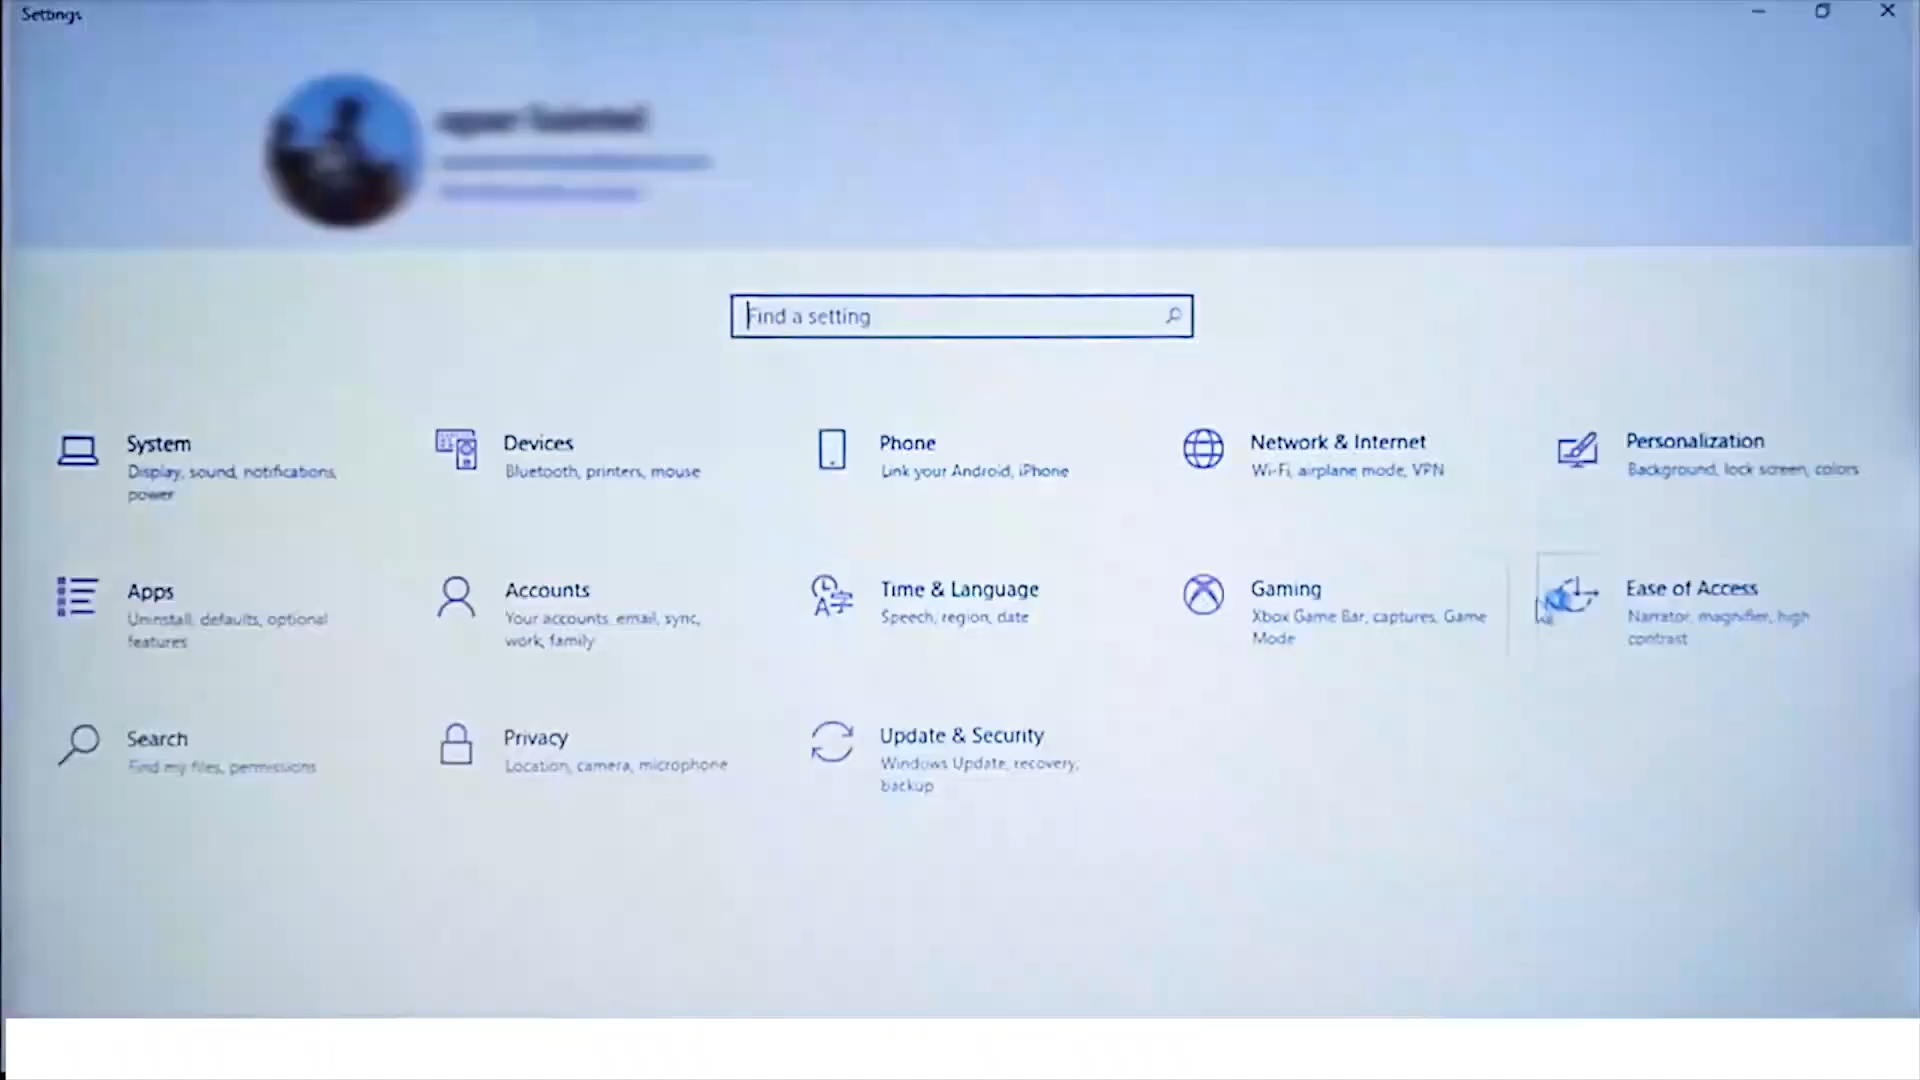 Settings
Find a setting
System
Display, sound, notifications,
power
Devices
Bluetooth, printers, mouse
Phone
Link your Android, iPhone
Network & Internet
Wi-Fi, airplane mode, VPN
Personalization
Background, lock screen, colors
Apps
Uninstall, defaults, optional
features
Accounts
Your accounts, email, sync,
work, family
Time & Language
Speech, region, date
Gaming
Xbox Game Bar, captures, Game
Mode
Ease of Access
Narrator, magnifier, high
contrast
Search
Find my files, permissions
Privacy
Location, camera, microphone
Update & Security
Windows Update, recovery,
backup